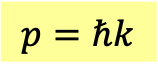 p = ħk